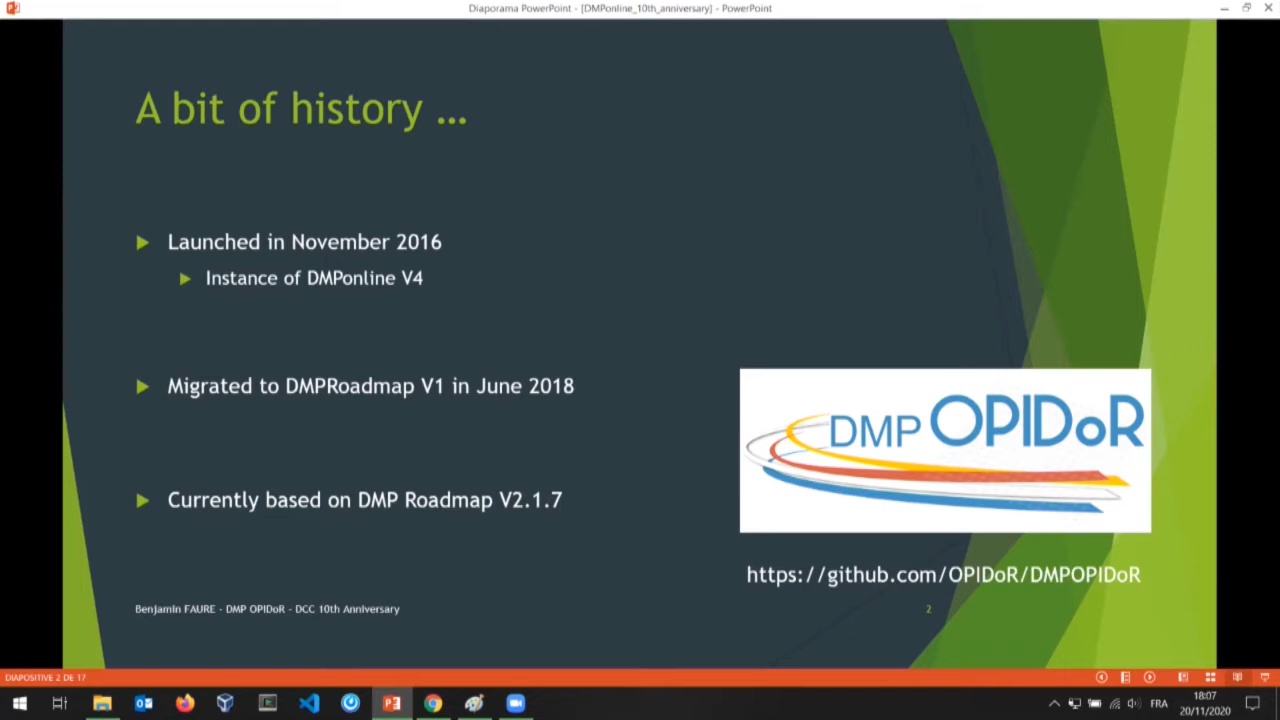 Diaporama PowerPoint - [DMPonline_10th_anniversary] - PowerPoint
A bit of history ...
Launched in November 2016
Instance of DMPonline V4
Migrated to DMPRoadmap V1 in June 2018
Currently based on DMP Roadmap V2.1.7
DMP OPIDoR
https://github.com/OPIDoR/DMPOPIDoR
Benjamin FAURE - DMP OPIDoR - DCC 10th Anniversary
2
DIAPOSITIVE 2 DE 17
FRA
18:07
20/11/2020